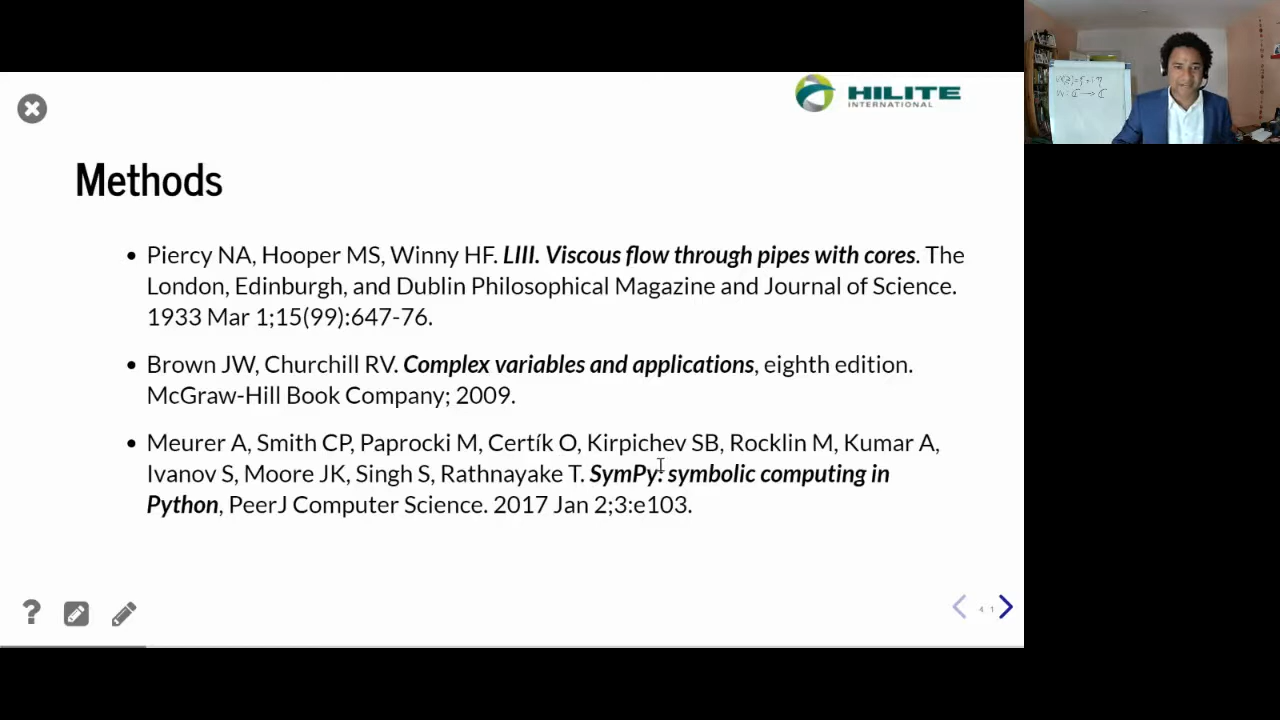 HILITE
INTERNATIONAL
Methods
• Piercy NA, Hooper MS, Winny HF. LIII. Viscous flow through pipes with cores. The
London, Edinburgh, and Dublin Philosophical Magazine and Journal of Science.
1933 Mar 1;15(99):647-76.
• Brown JW, Churchill RV. Complex variables and applications, eighth edition.
McGraw-Hill Book Company; 2009.
• Meurer A, Smith CP, Paprocki M, Certík O, Kirpichev SB, Rocklin M, Kumar A,
Ivanov S, Moore JK, Singh S, Rathnayake T. SymPy: symbolic computing in
Python, PeerJ Computer Science. 2017 Jan 2;3:e103.
?
4 1